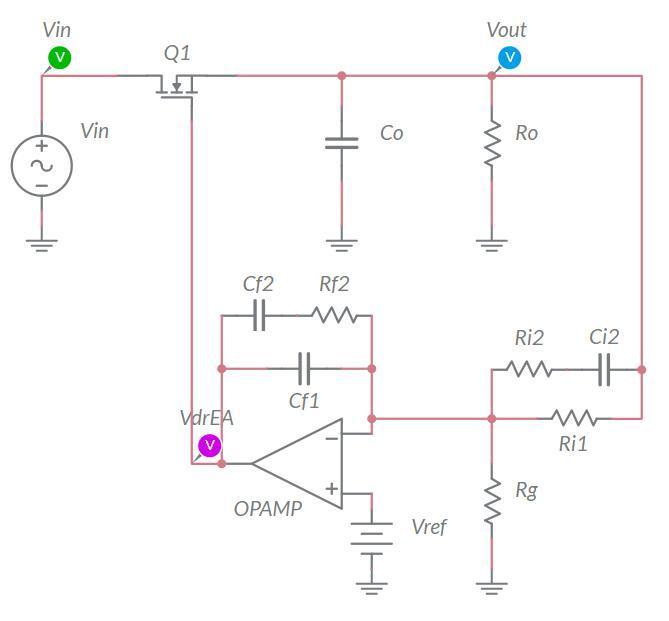 Vin
Vout
V
Q1
V
Vin
Co
Ro
Cf2
Rf2
Ri2
Ci2
Cf1
VdrEA
V
Ri1
OPAMP
Rg
Vref